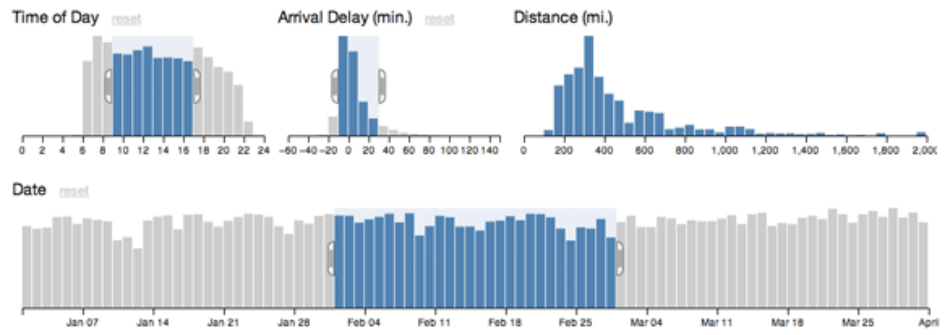 Time of Day reset
Arrival Delay (min.) reset
Distance (mi.)
0 2 4 6 8 10 12 14 16 18 20 22 24
−60 −40 −20 0 20 40 60 80 100 120 140
0 200 400 600 800 1,000 1,200 1,400 1,600 1,800 2,000
Date reset
Jan 07 Jan 14 Jan 21 Jan 28 Feb 04 Feb 11 Feb 18 Feb 25 Mar 04 Mar 11 Mar 18 Mar 25 April